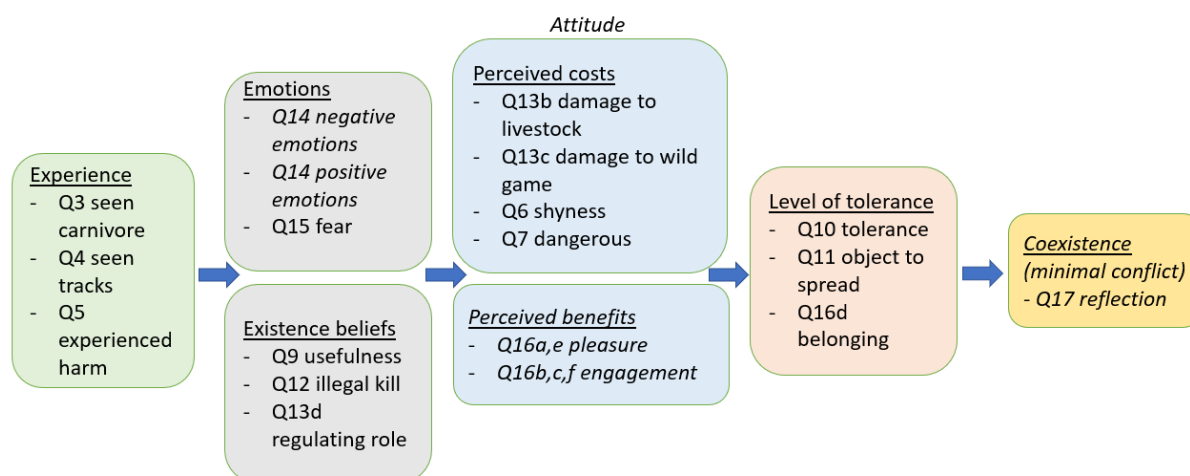 Attitude
Experience
- Q3 seen
carnivore
- Q4 seen
tracks
- Q5
experienced
harm
Emotions
- Q14 negative
emotions
- Q14 positive
emotions
- Q15 fear
Existence beliefs
- Q9 usefulness
- Q12 illegal kill
- Q13d
regulating role
Perceived costs
- Q13b damage to
livestock
- Q13c damage to wild
game
- Q6 shyness
- Q7 dangerous
Perceived benefits
- Q16a,e pleasure
- Q16b,c,f engagement
Level of tolerance
- Q10 tolerance
- Q11 object to
spread
- Q16d
belonging
Coexistence
(minimal conflict)
- Q17 reflection